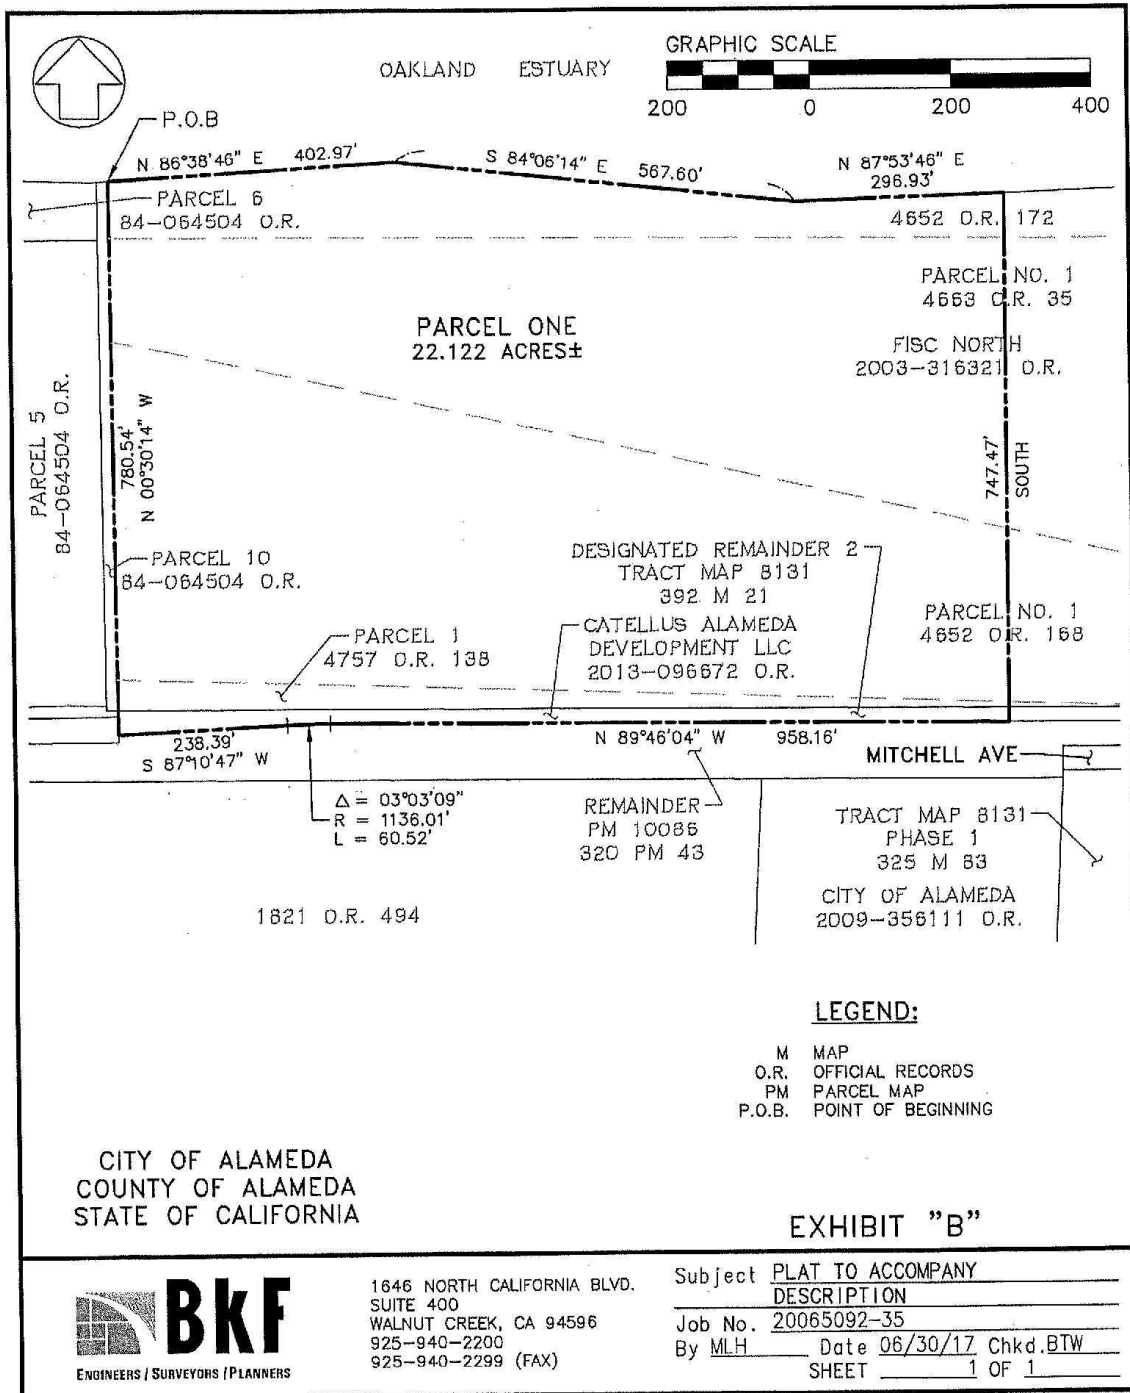 GRAPHIC SCALE
OAKLAND ESTUARY
200 0 200 400
P.O.B
N 86°38'46" E 402.97'
S 84°06'14" E 567.60'
N 87°53'46" E
296.93'
PARCEL 6
84-064504 O.R.
4652 O.R. 172
PARCEL NO. 1
4663 O.R. 35
PARCEL ONE
22.122 ACRES±
FISC NORTH
2003-316321 O.R.
PARCEL 5
84-064504 O.R.
780.54'
N 00°30'14" W
747.47'
SOUTH
PARCEL 10
84-064504 O.R.
DESIGNATED REMAINDER 2
TRACT MAP 8131
392 M 21
PARCEL 1
4757 O.R. 138
CATELLUS ALAMEDA
DEVELOPMENT LLC
2013-096672 O.R.
PARCEL NO. 1
4652 O.R. 168
238.39'
S 87°10'47" W
N 89°46'04" W 958.16'
MITCHELL AVE
Δ = 03°03'09"
R = 1136.01'
L = 60.52'
REMAINDER
PM 10086
320 PM 43
TRACT MAP 8131
PHASE 1
325 M 83
CITY OF ALAMEDA
2009-356111 O.R.
1821 O.R. 494
LEGEND:
M MAP
O.R. OFFICIAL RECORDS
PM PARCEL MAP
P.O.B. POINT OF BEGINNING
CITY OF ALAMEDA
COUNTY OF ALAMEDA
STATE OF CALIFORNIA
EXHIBIT "B"
BkF
ENGINEERS / SURVEYORS / PLANNERS
1646 NORTH CALIFORNIA BLVD.
SUITE 400
WALNUT CREEK, CA 94596
925-940-2200
925-940-2299 (FAX)
Subject PLAT TO ACCOMPANY
DESCRIPTION
Job No. 20065092-35
By MLH Date 06/30/17 Chkd.BTW
SHEET 1 OF 1